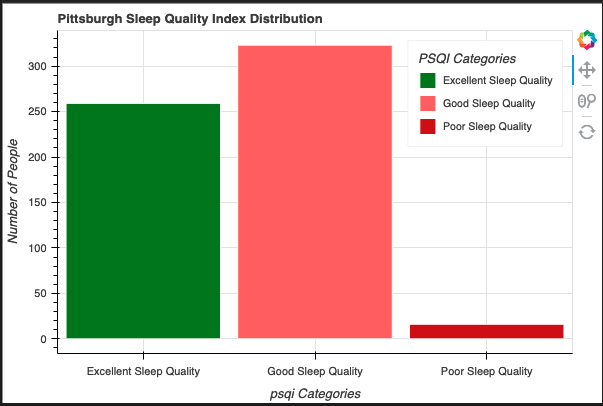 Pittsburgh Sleep Quality Index Distribution
PSQI Categories
Excellent Sleep Quality
Good Sleep Quality
Poor Sleep Quality
Number of People
300
250
200
150
100
50
0
Excellent Sleep Quality
Good Sleep Quality
Poor Sleep Quality
psqi Categories